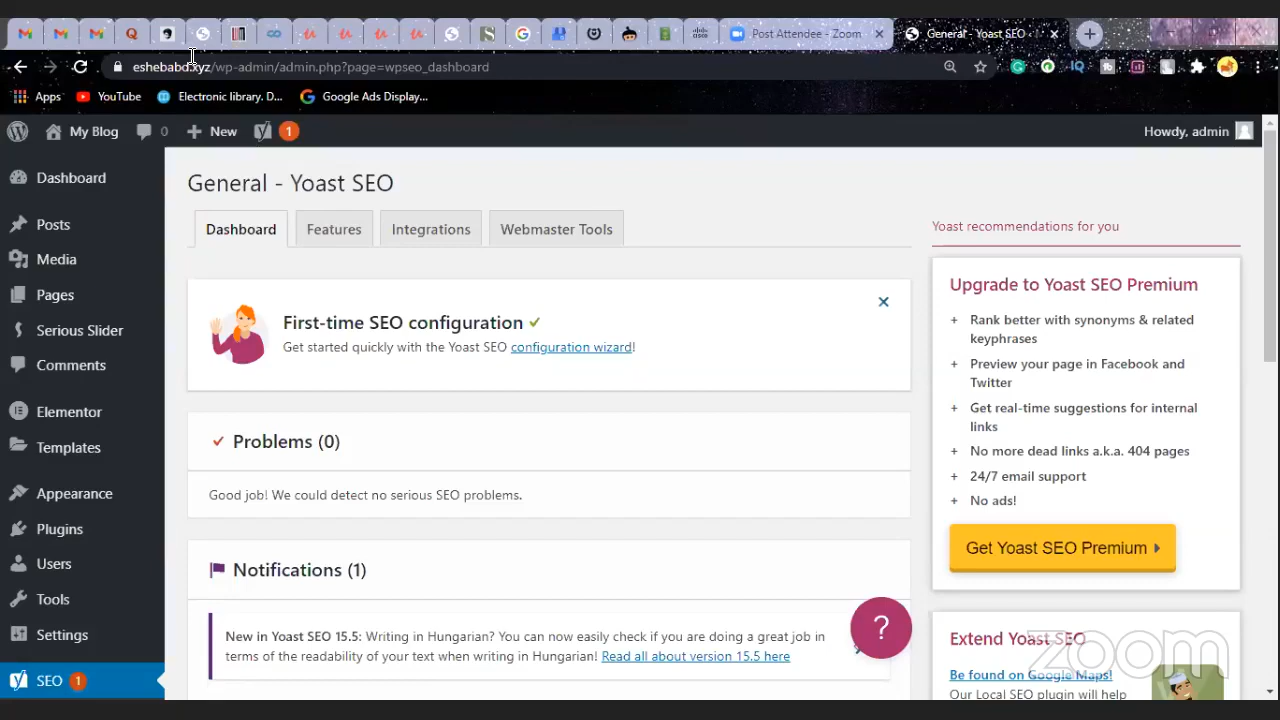 Post Attendee - Zoom
General - Yoast SEO
eshebabd.xyz/wp-admin/admin.php?page=wpseo_dashboard
Apps
YouTube
Electronic library. D...
Google Ads Display...
My Blog
0
New
1
Howdy, admin
Dashboard
Posts
Media
Pages
Serious Slider
Comments
Elementor
Templates
Appearance
Plugins
Users
Tools
Settings
SEO 1
General - Yoast SEO
Dashboard
Features
Integrations
Webmaster Tools
First-time SEO configuration
Get started quickly with the Yoast SEO configuration wizard!
Problems (0)
Good job! We could detect no serious SEO problems.
Notifications (1)
New in Yoast SEO 15.5: Writing in Hungarian? You can now easily check if you are doing a great job in
terms of the readability of your text when writing in Hungarian! Read all about version 15.5 here
?
Yoast recommendations for you
Upgrade to Yoast SEO Premium
+ Rank better with synonyms & related
keyphrases
+ Preview your page in Facebook and
Twitter
+ Get real-time suggestions for internal
links
+ No more dead links a.k.a. 404 pages
+ 24/7 email support
+ No ads!
Get Yoast SEO Premium
Extend Yoast SEO
Be found on Google Maps!
Our Local SEO plugin will help
zoom